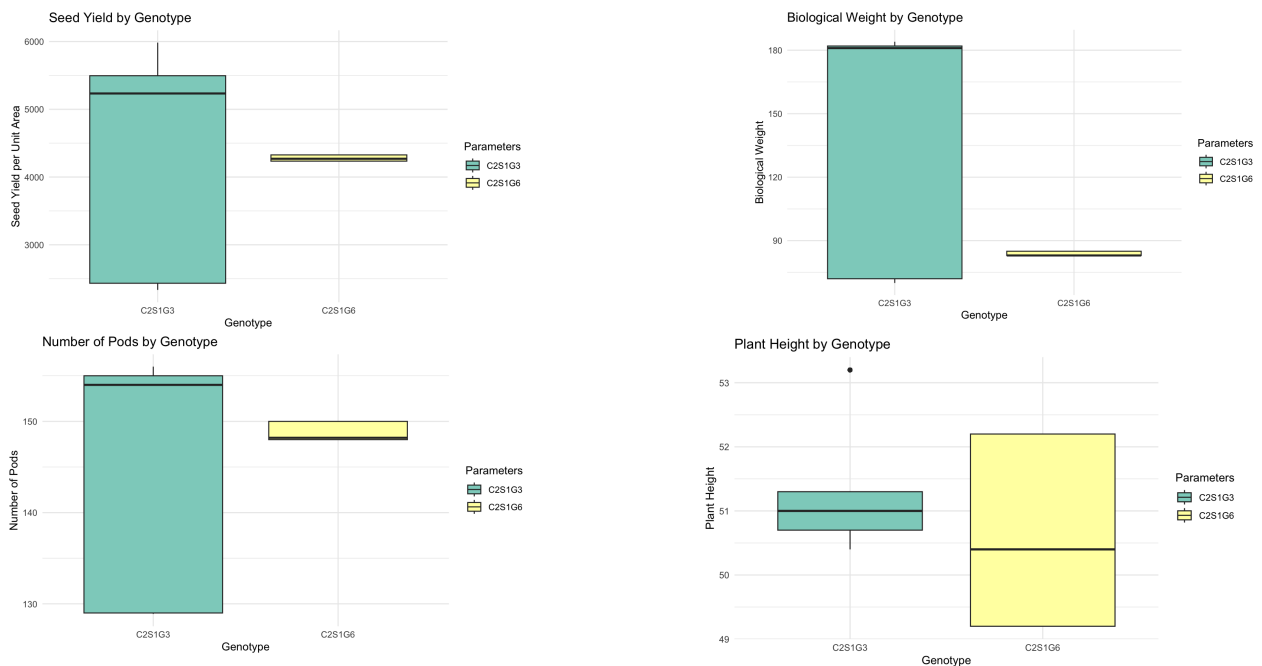 Seed Yield by Genotype
6000
5000
4000
3000
Seed Yield per Unit Area
C2S1G3
C2S1G6
Genotype
Parameters
C2S1G3
C2S1G6
Biological Weight by Genotype
180
150
120
90
Biological Weight
C2S1G3
C2S1G6
Genotype
Parameters
C2S1G3
C2S1G6
Number of Pods by Genotype
150
140
130
Number of Pods
C2S1G3
C2S1G6
Genotype
Parameters
C2S1G3
C2S1G6
Plant Height by Genotype
53
52
51
50
49
Plant Height
C2S1G3
C2S1G6
Genotype
Parameters
C2S1G3
C2S1G6